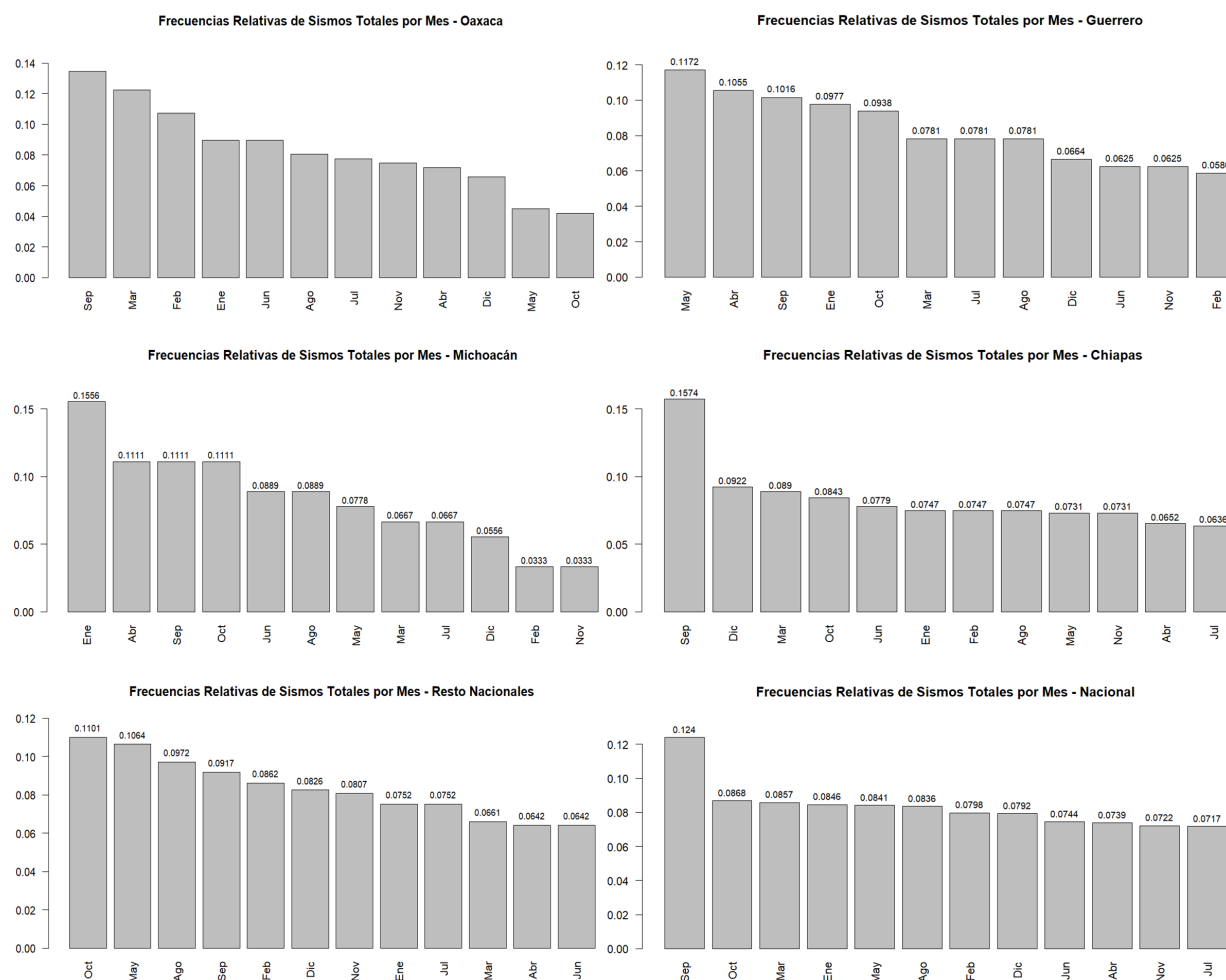 Frecuencias Relativas de Sismos Totales por Mes - Oaxaca
0.14
0.12
0.10
0.08
0.06
0.04
0.02
0.00
Sep Mar Feb Ene Jun Ago Jul Nov Abr Dic May Oct
Frecuencias Relativas de Sismos Totales por Mes - Guerrero
0.12
0.10
0.08
0.06
0.04
0.02
0.00
0.1172 0.1055 0.1016 0.0977 0.0938 0.0781 0.0781 0.0781 0.0664 0.0625 0.0625
May Abr Sep Ene Oct Mar Jul Ago Dic Jun Nov Feb
Frecuencias Relativas de Sismos Totales por Mes - Michoacán
0.15
0.10
0.05
0.00
0.1556 0.1111 0.1111 0.1111 0.0889 0.0889 0.0778 0.0667 0.0667 0.0556 0.0333 0.0333
Ene Abr Sep Oct Jun Ago May Mar Jul Dic Feb Nov
Frecuencias Relativas de Sismos Totales por Mes - Chiapas
0.15
0.10
0.05
0.00
0.1574 0.0922 0.089 0.0843 0.0779 0.0747 0.0747 0.0747 0.0731 0.0731 0.0652 0.0636
Sep Dic Mar Oct Jun Ene Feb Ago May Nov Abr Jul
Frecuencias Relativas de Sismos Totales por Mes - Resto Nacionales
0.12
0.10
0.08
0.06
0.04
0.02
0.00
0.1101 0.1064 0.0972 0.0917 0.0862 0.0826 0.0807 0.0752 0.0752 0.0661 0.0642 0.0642
Oct May Ago Sep Feb Dic Nov Ene Jul Mar Abr Jun
Frecuencias Relativas de Sismos Totales por Mes - Nacional
0.12
0.10
0.08
0.06
0.04
0.02
0.00
0.124 0.0868 0.0857 0.0846 0.0841 0.0836 0.0798 0.0792 0.0744 0.0739 0.0722 0.0717
Sep Oct Mar Ene May Ago Feb Dic Jun Abr Nov Jul